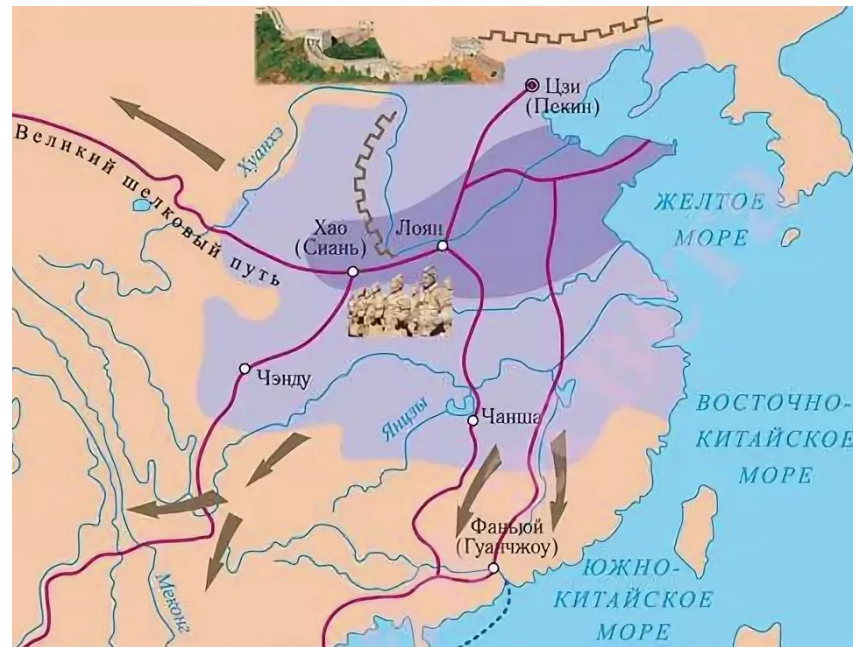 Цзи
(Пекин)
Хуанхэ
Великий шелковый путь
Хао
(Сиань)
Лоян
ЖЕЛТОЕ
МОРЕ
Чэнду
Янцзы
Чанша
ВОСТОЧНО-
КИТАЙСКОЕ
МОРЕ
Фаньюй
(Гуанчжоу)
Меконг
ЮЖНО-
КИТАЙСКОЕ
МОРЕ